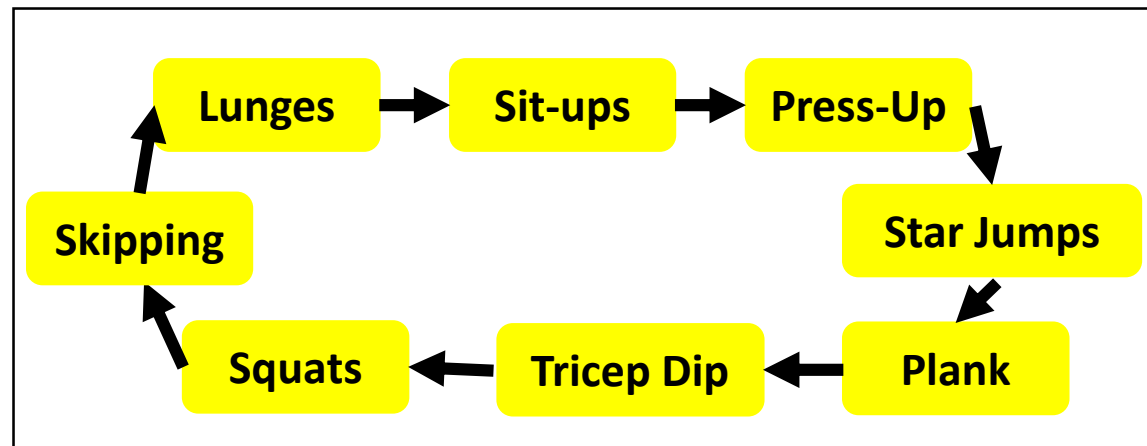 Lunges
Sit-ups
Press-Up
Skipping
Star Jumps
Squats
Tricep Dip
Plank